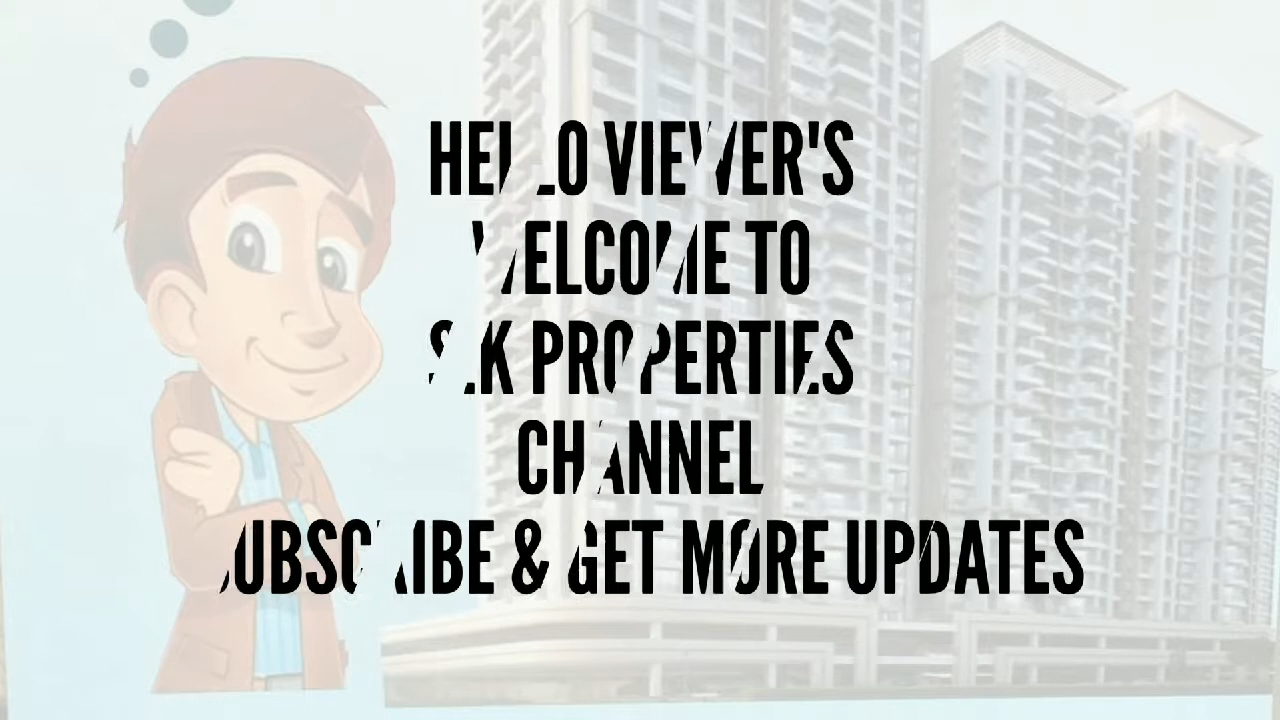 HELLO VIEWER'S
WELCOME TO
PROPERTIES
CHANNEL
SUBSCRIBE & GET MORE UPDATES